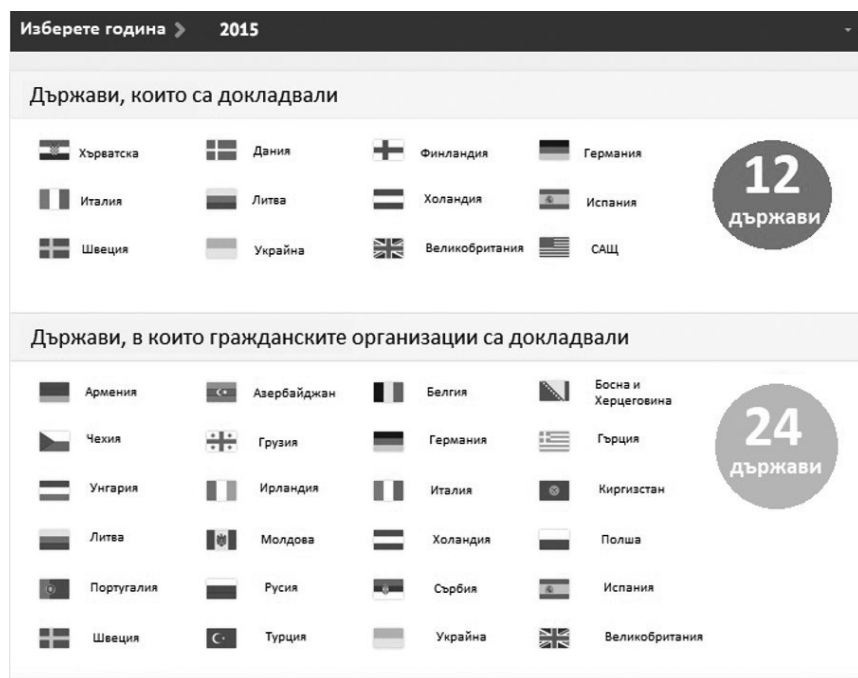 Изберете година 2015
Държави, които са докладвали
Хърватска Дания Финландия Германия
Италия Литва Холандия Испания
Швеция Украйна Великобритания САЩ
12
държави
Държави, в които гражданските организации са докладвали
Армения Азербайджан Белгия Босна и
Херцеговина
Чехия Грузия Германия Гърция
Унгария Ирландия Италия Киргизстан
24
държави
Литва Молдова Холандия Полша
Португалия Русия Сърбия Испания
Швеция Турция Украйна Великобритания